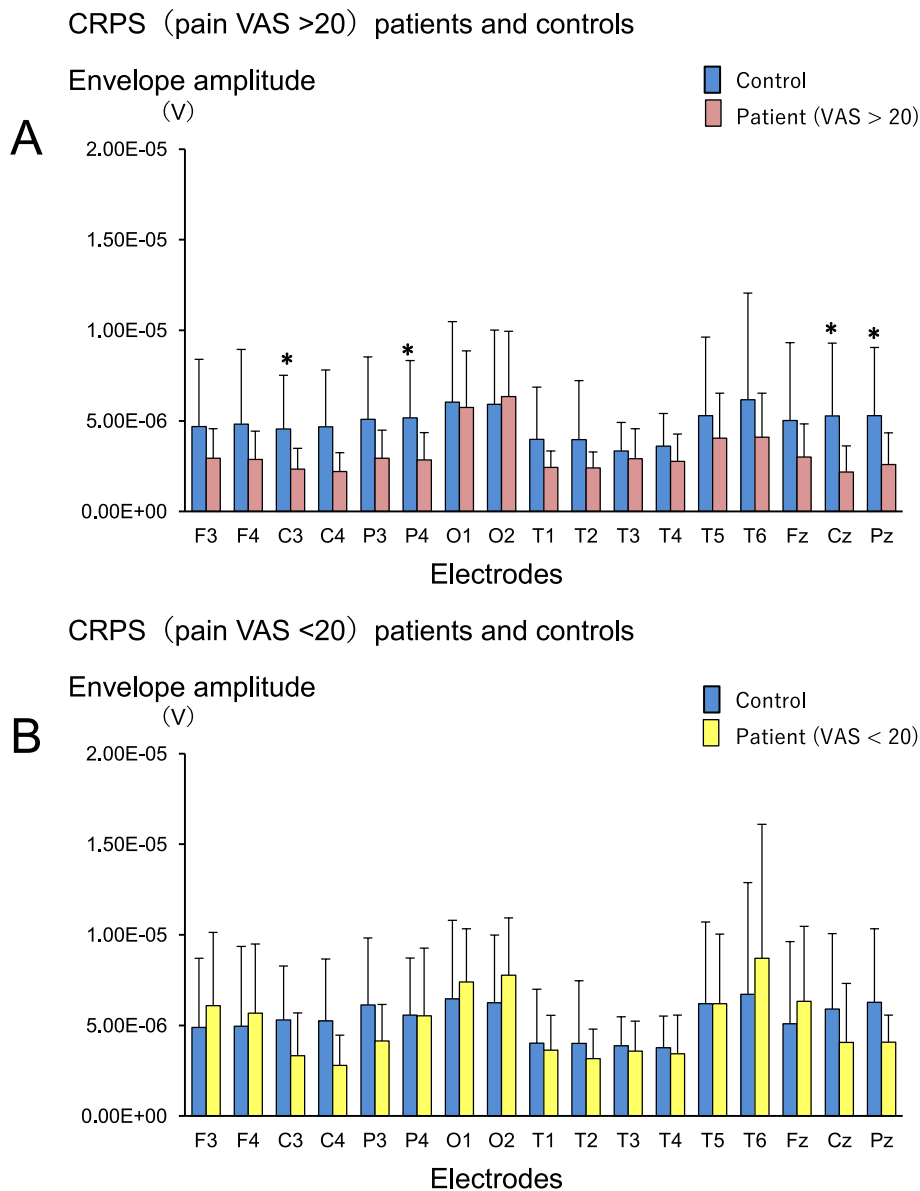 CRPS（pain VAS >20）patients and controls
Envelope amplitude
（V）
Control
Patient (VAS > 20)
A
2.00E-05
1.50E-05
1.00E-05
5.00E-06
0.00E+00
* * * *
F3 F4 C3 C4 P3 P4 O1 O2 T1 T2 T3 T4 T5 T6 Fz Cz Pz
Electrodes
CRPS（pain VAS <20）patients and controls
Envelope amplitude
（V）
Control
Patient (VAS < 20)
B
2.00E-05
1.50E-05
1.00E-05
5.00E-06
0.00E+00
F3 F4 C3 C4 P3 P4 O1 O2 T1 T2 T3 T4 T5 T6 Fz Cz Pz
Electrodes